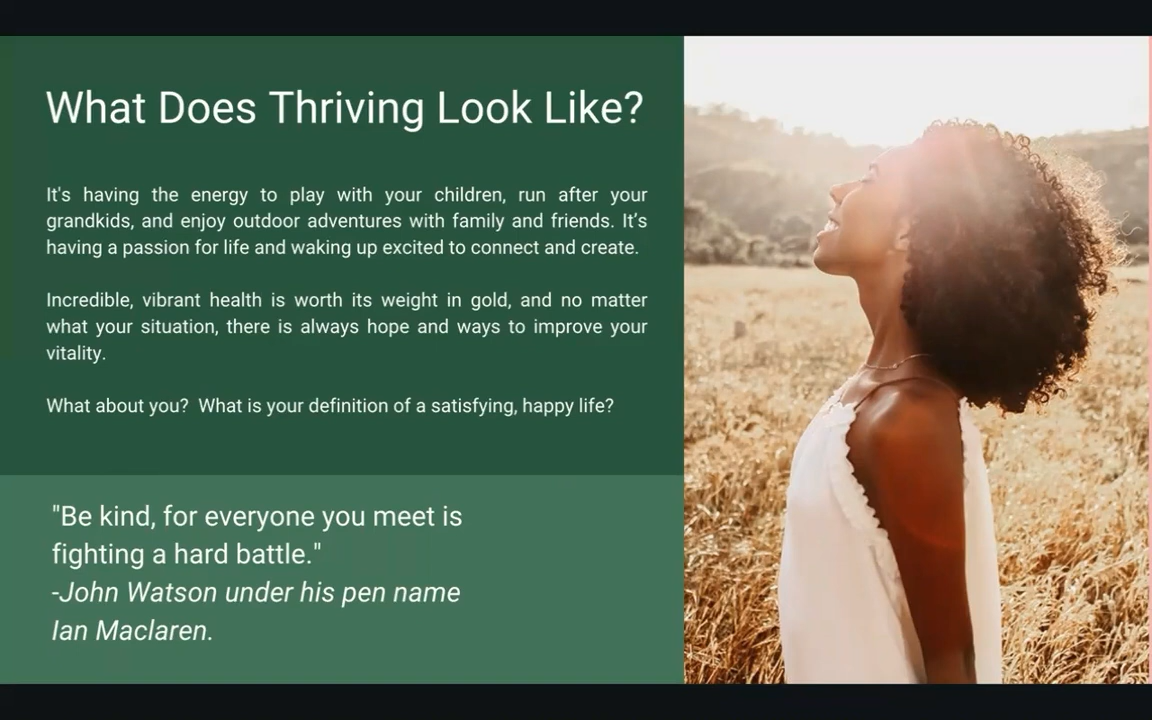 What Does Thriving Look Like?
It's having the energy to play with your children, run after your
grandkids, and enjoy outdoor adventures with family and friends. It’s
having a passion for life and waking up excited to connect and create.
Incredible, vibrant health is worth its weight in gold, and no matter
what your situation, there is always hope and ways to improve your
vitality.
What about you?  What is your definition of a satisfying, happy life?
"Be kind, for everyone you meet is
fighting a hard battle."
-John Watson under his pen name
Ian Maclaren.